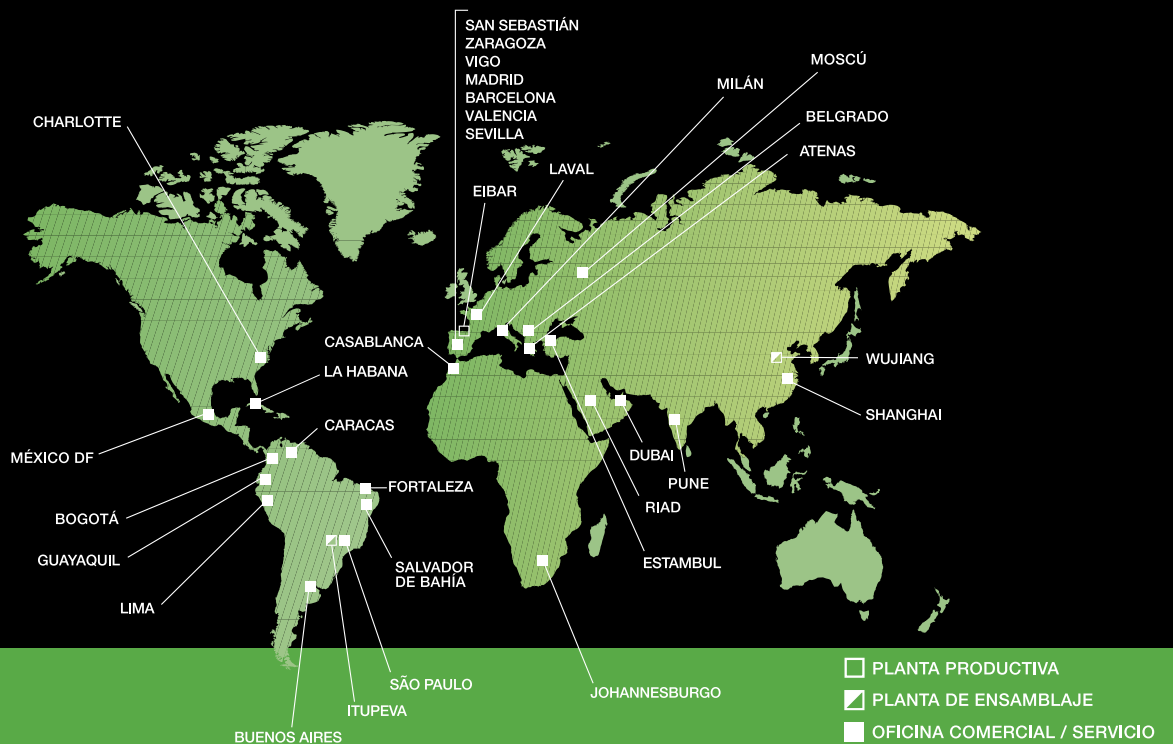 SAN SEBASTIÁN
ZARAGOZA
VIGO
MADRID
BARCELONA
VALENCIA
SEVILLA
MOSCÚ
MILÁN
BELGRADO
CHARLOTTE
ATENAS
LAVAL
EIBAR
CASABLANCA
WUJIANG
LA HABANA
SHANGHAI
CARACAS
MÉXICO DF
DUBAI
PUNE
FORTALEZA
RIAD
BOGOTÁ
GUAYAQUIL
ESTAMBUL
SALVADOR
DE BAHÍA
LIMA
SÃO PAULO
JOHANNESBURGO
ITUPEVA
BUENOS AIRES
PLANTA PRODUCTIVA
PLANTA DE ENSAMBLAJE
OFICINA COMERCIAL / SERVICIO